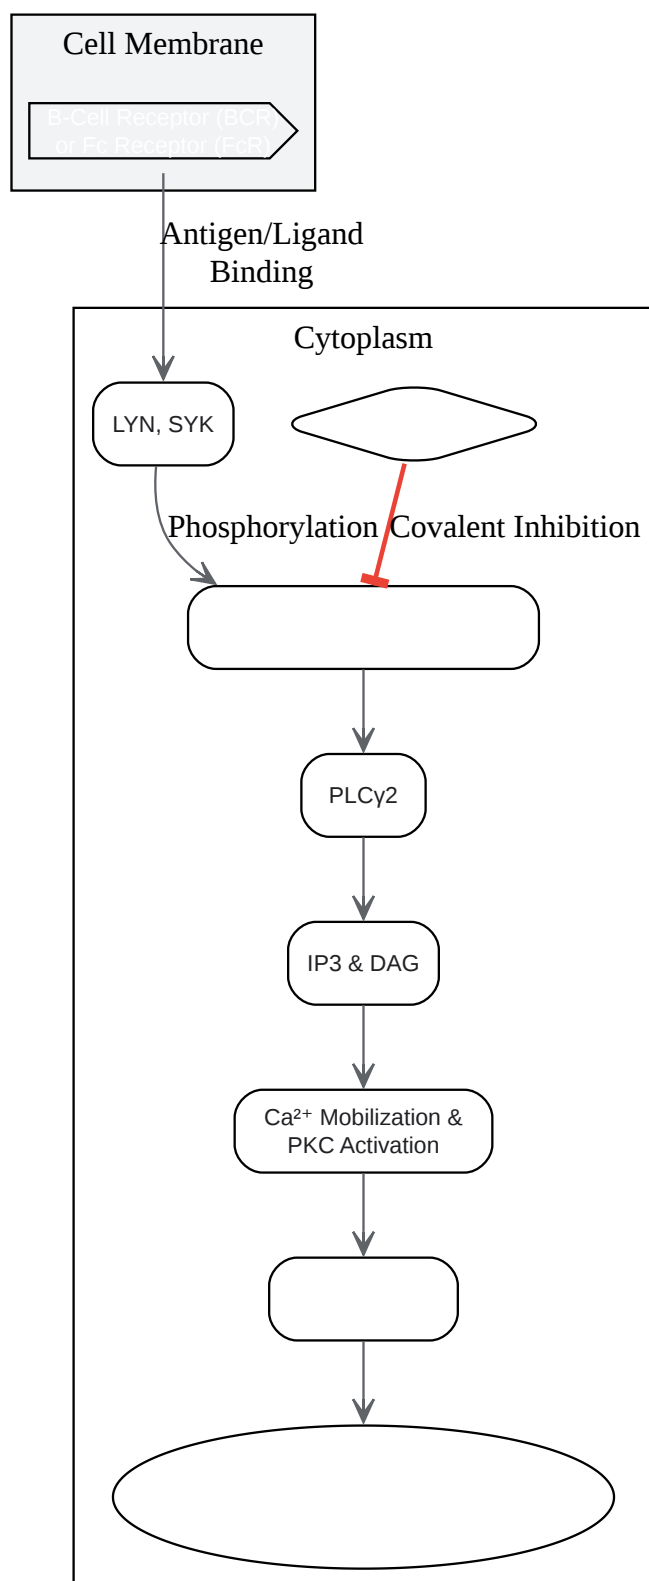 Cell Membrane
B-Cell Receptor (BCR)
or Fc Receptor (FcR)
Antigen/Ligand
Binding
Cytoplasm
LYN, SYK
Phosphorylation
Covalent Inhibition
PLCγ2
IP3 & DAG
Ca²⁺ Mobilization &
PKC Activation